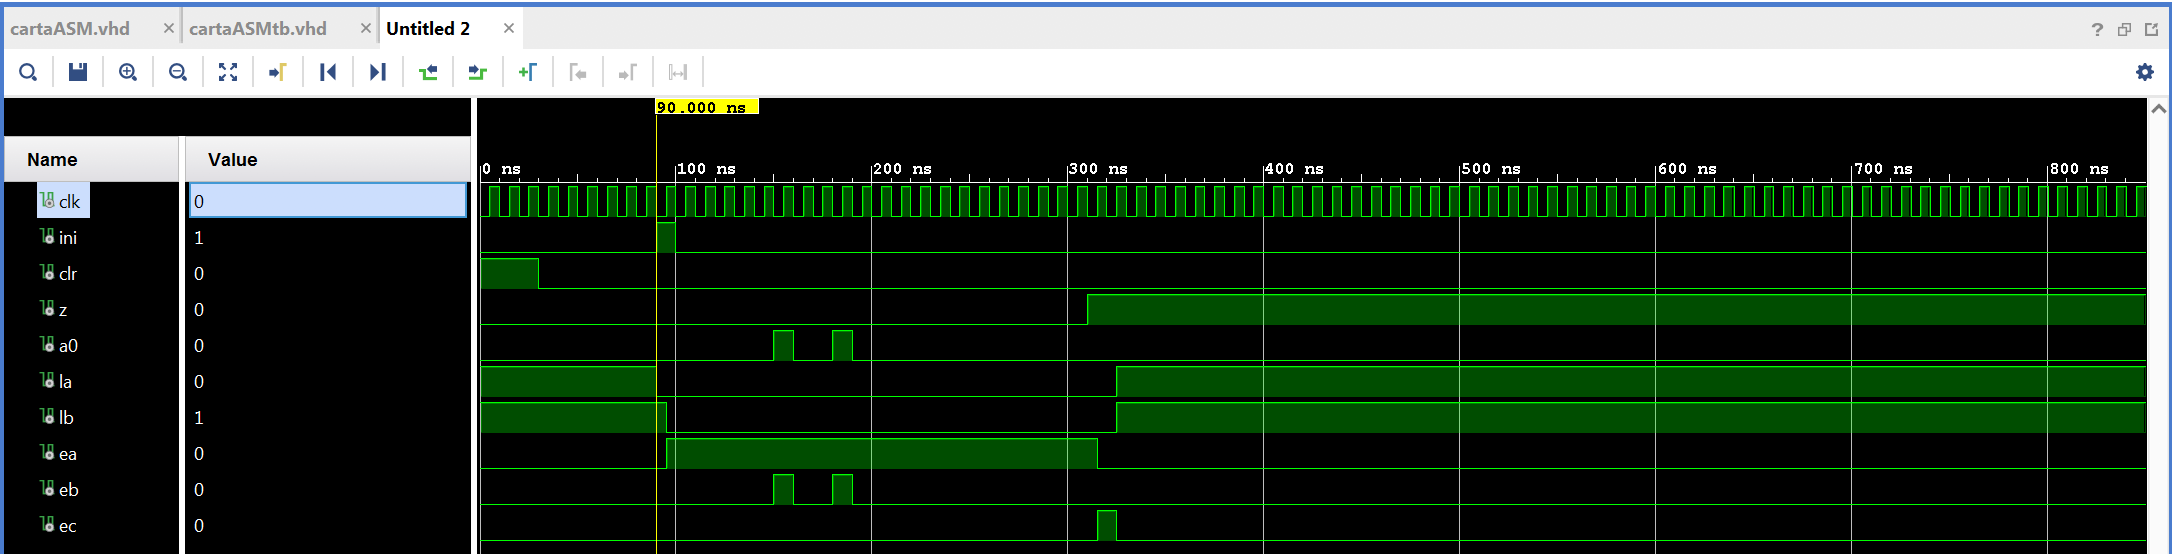 cartaASM.vhd × cartaASMtb.vhd × Untitled 2 × ?
90.000 ns
Name Value
0 ns 100 ns 200 ns 300 ns 400 ns 500 ns 600 ns 700 ns 800 ns
clk 0
ini 1
clr 0
z 0
a0 0
la 0
lb 1
ea 0
eb 0
ec 0